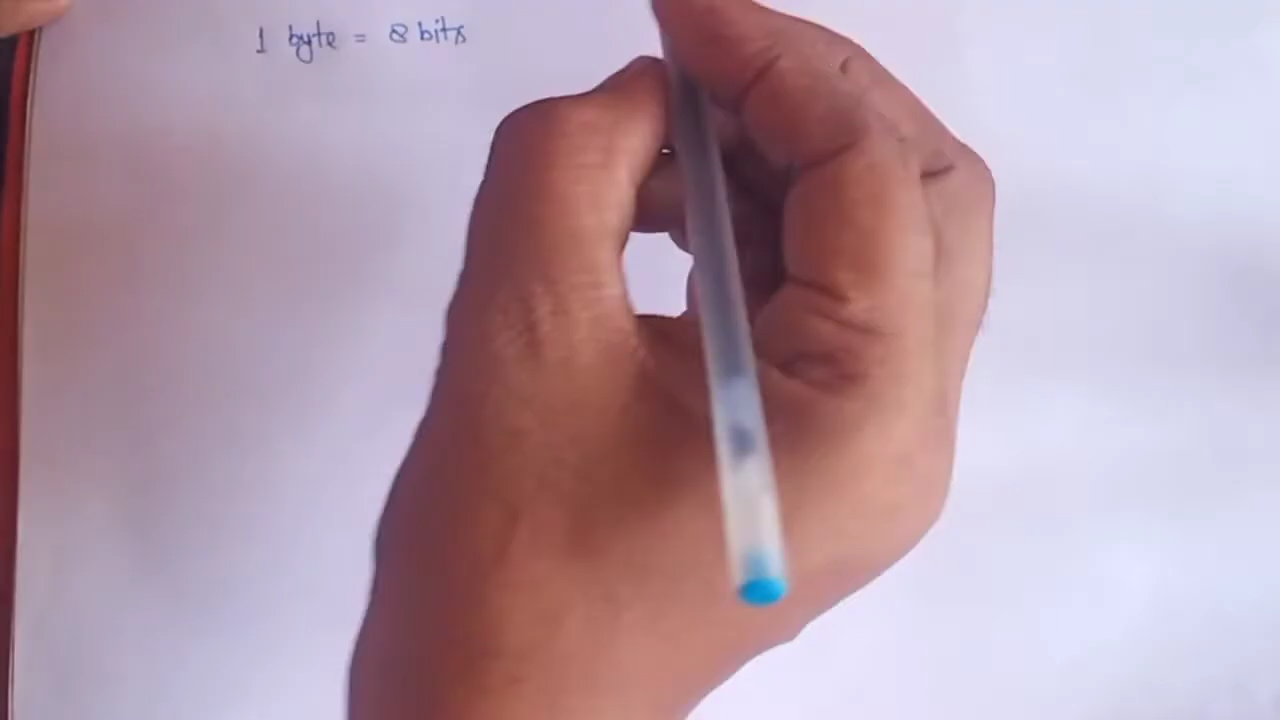 1 byte = 8 bits